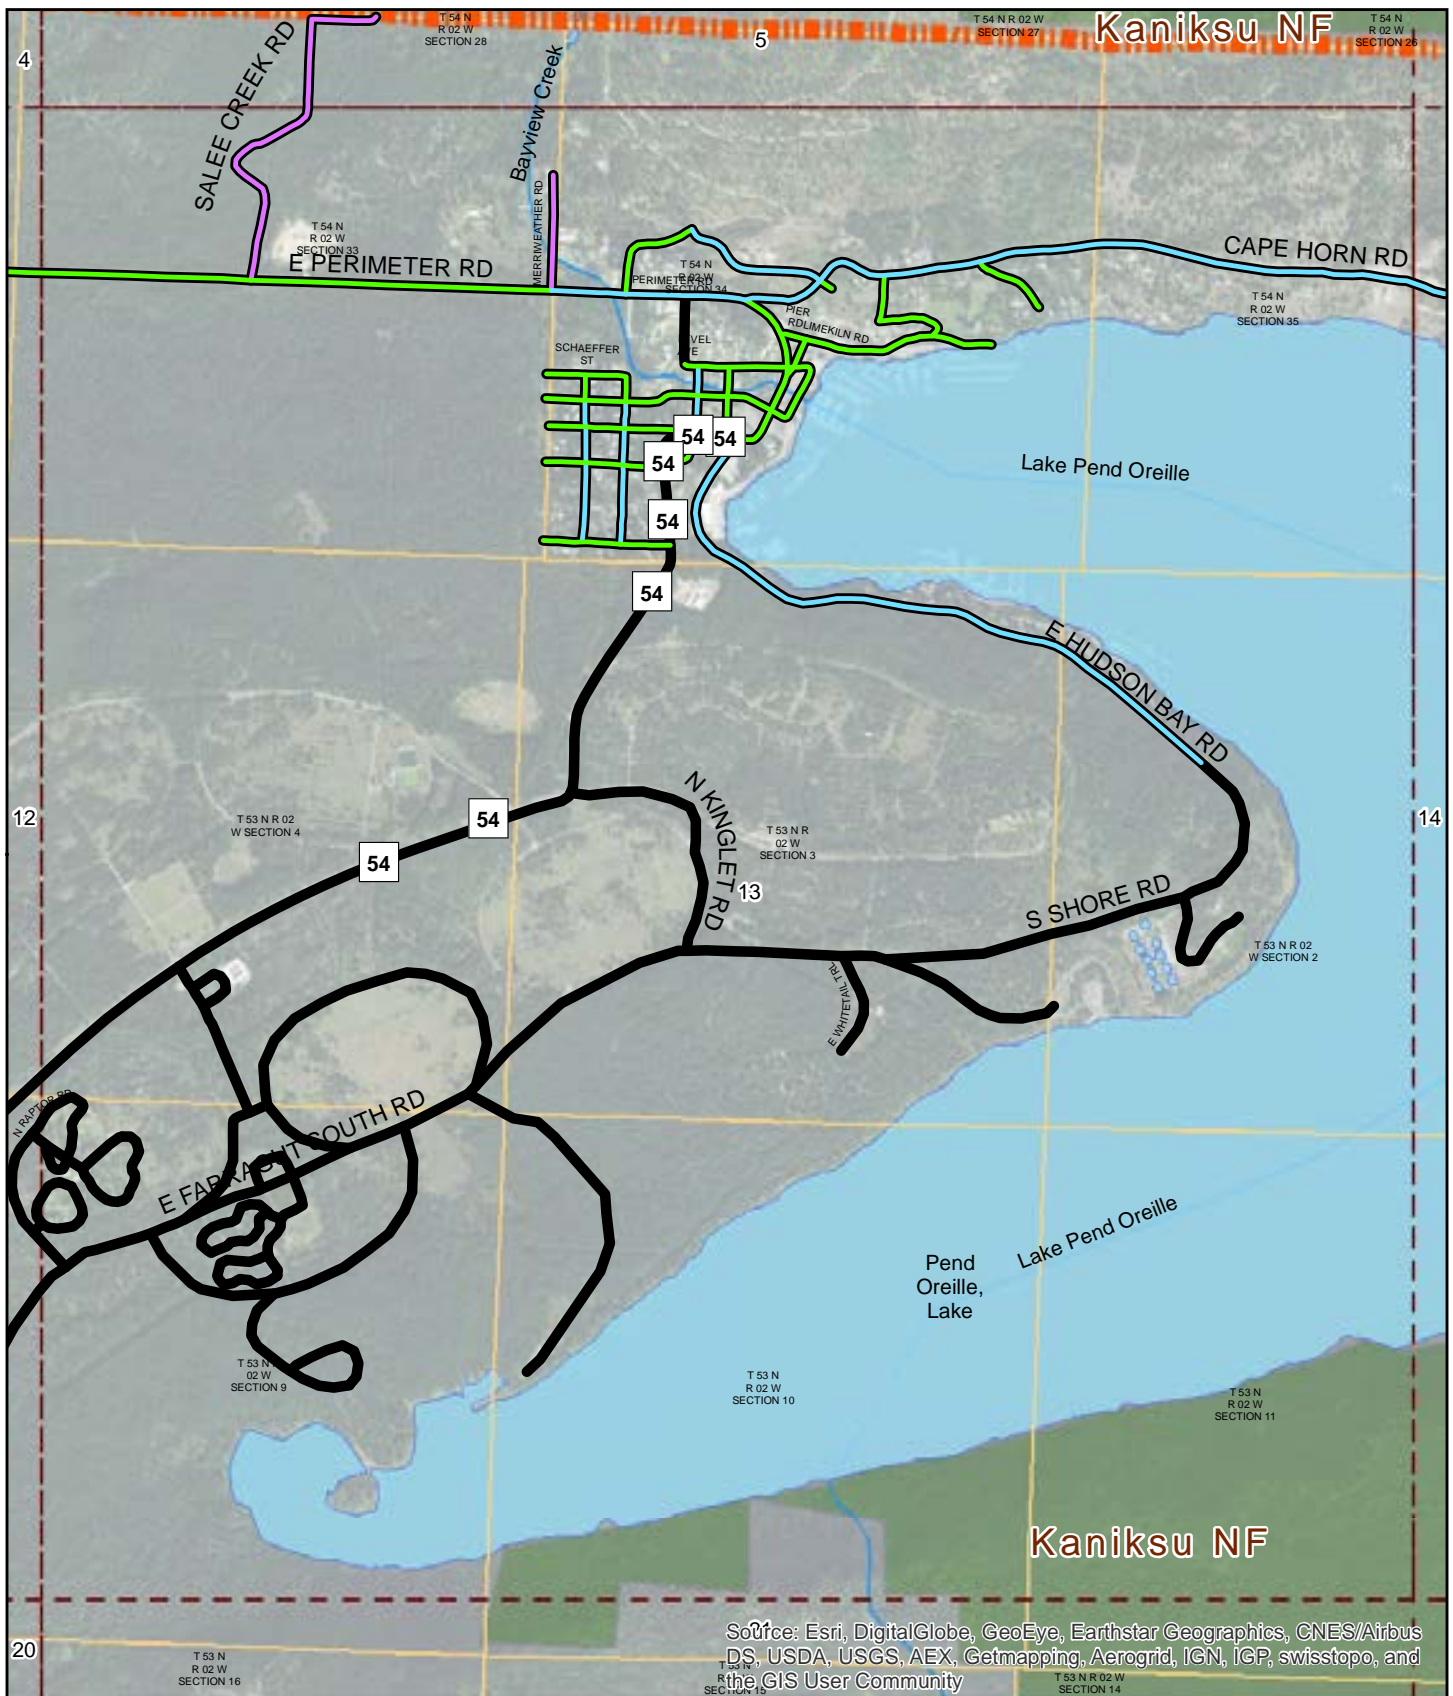 T 54 N
R 02 W
SECTION 28
5
T 54 N R 02 W
SECTION 27
Kaniksu NF
T 54 N
R 02 W
SECTION 26
4
SALEE CREEK RD
Bayview Creek
MERRIWEATHER RD
T 54 N
R 02 W
SECTION 33
E PERIMETER RD
T 54 N
R 02 W
SECTION 34
PERIMETER RD
CAPE HORN RD
T 54 N
R 02 W
SECTION 35
PIER
RD
LIMEKILN RD
SCHAEFFER
ST
54
54
54
54
54
Lake Pend Oreille
E HUDSON BAY RD
N KINGLET RD
12
T 53 N R 02
W SECTION 4
54
54
T 53 N R
02 W
SECTION 3
13
14
S SHORE RD
T 53 N R 02
W SECTION 2
E WHITETAIL TRL
N RAPTOR RD
E FARRAGUT SOUTH RD
Pend
Oreille,
Lake
Lake Pend Oreille
T 53 N
02 W
SECTION 9
T 53 N
R 02 W
SECTION 10
T 53 N
R 02 W
SECTION 11
Kaniksu NF
20
21
T 53 N
R 02 W
SECTION 16
T 53 N
R 02 W
SECTION 15
T 53 N R 02 W
SECTION 14
Source: Esri, DigitalGlobe, GeoEye, Earthstar Geographics, CNES/Airbus
DS, USDA, USGS, AEX, Getmapping, Aerogrid, IGN, IGP, swisstopo, and
the GIS User Community